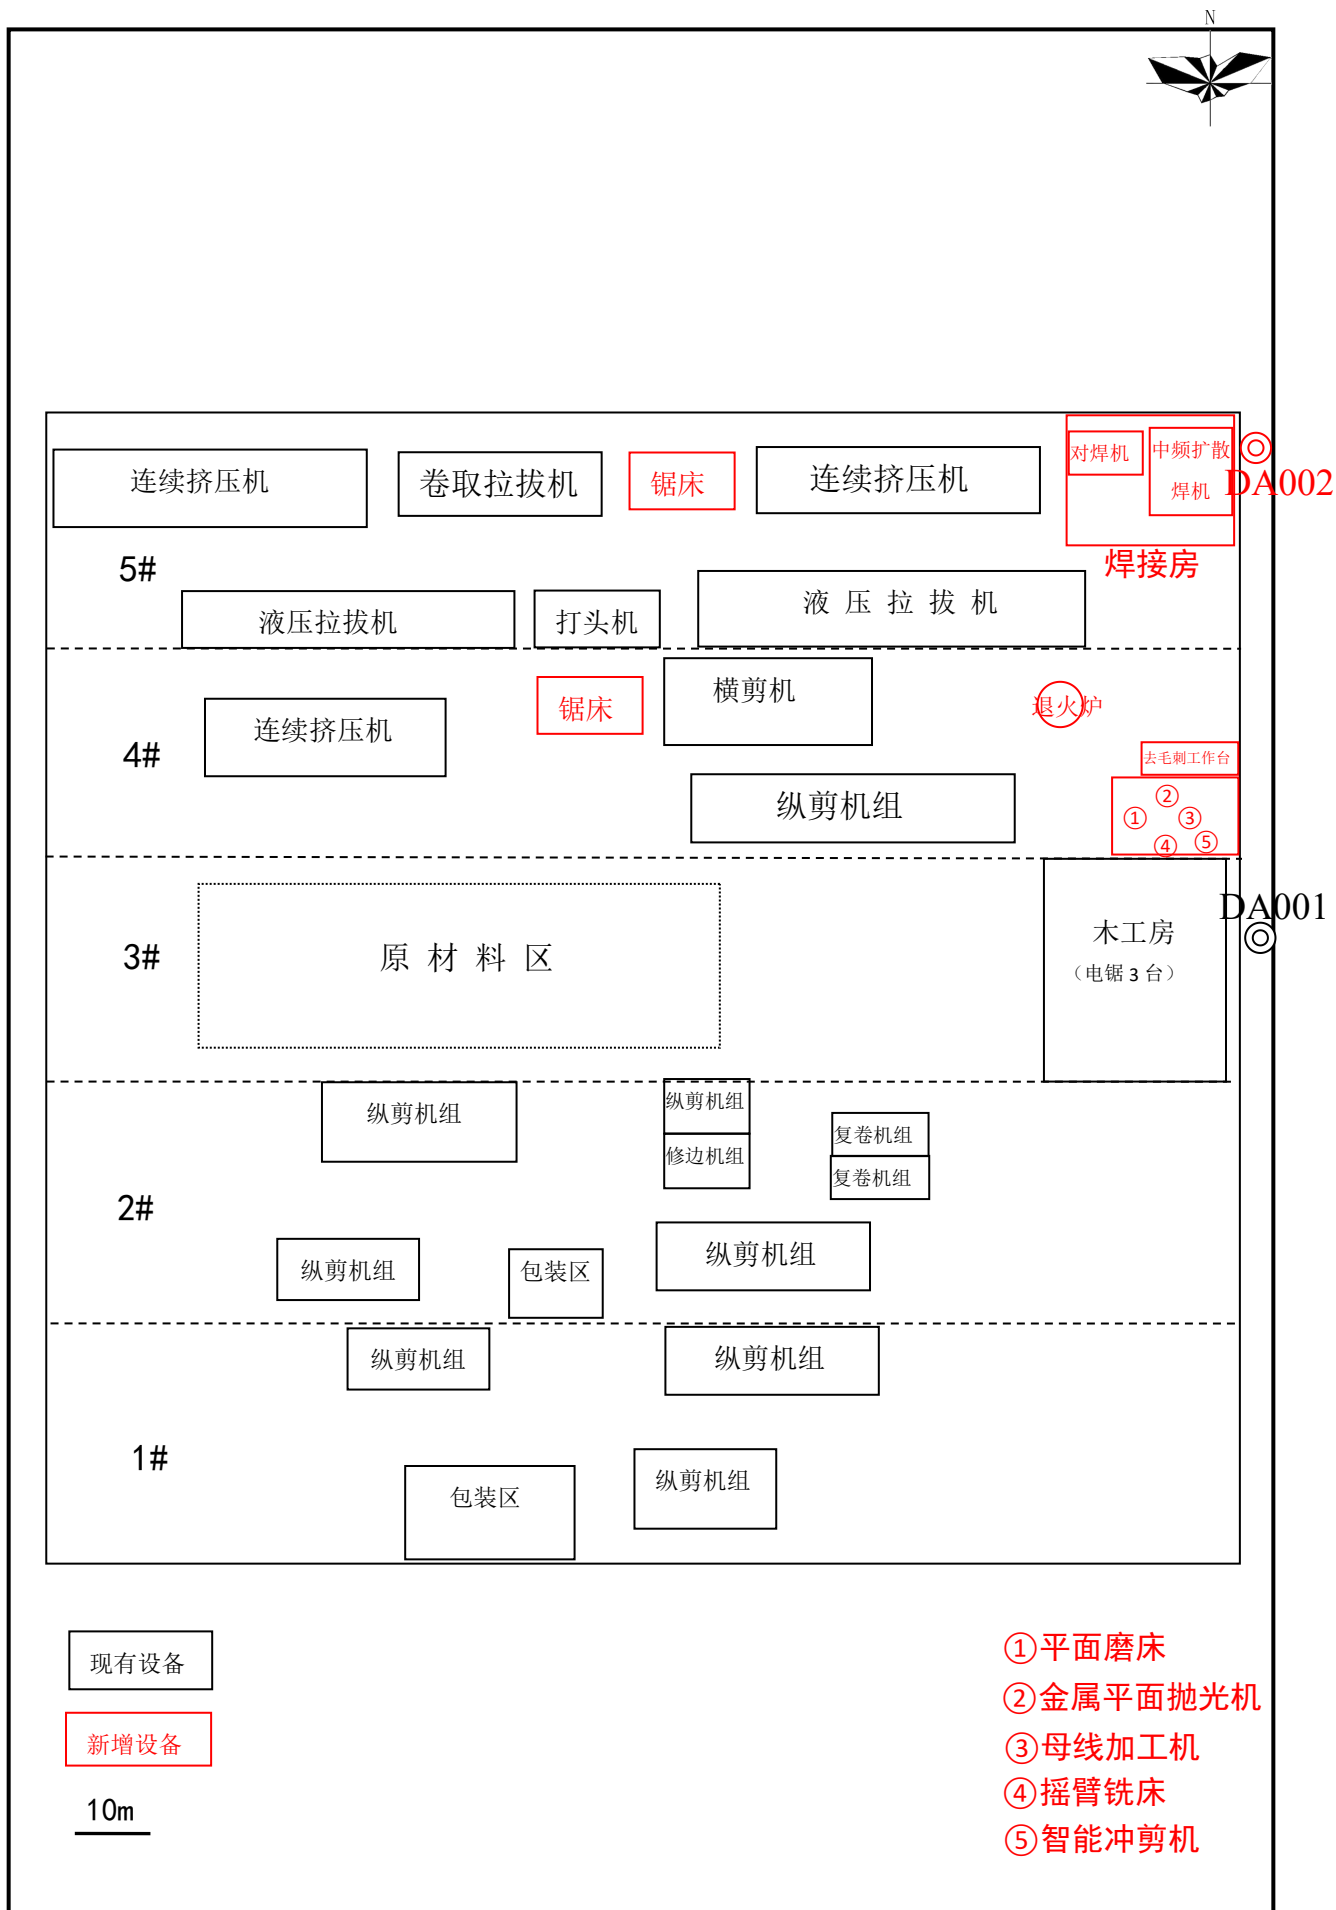 N
连续挤压机
卷取拉拔机
锯床
连续挤压机
对焊机
中频扩散
焊机
DA002
焊接房
5#
液压拉拔机
打头机
液压拉拔机
连续挤压机
锯床
横剪机
退火炉
4#
去毛刺工作台
纵剪机组
①
②
③
④
⑤
3#
原材料区
木工房
（电锯 3 台）
DA001
纵剪机组
纵剪机组
修边机组
复卷机组
复卷机组
2#
纵剪机组
包装区
纵剪机组
纵剪机组
纵剪机组
1#
包装区
纵剪机组
现有设备
新增设备
10m
①平面磨床
②金属平面抛光机
③母线加工机
④摇臂铣床
⑤智能冲剪机